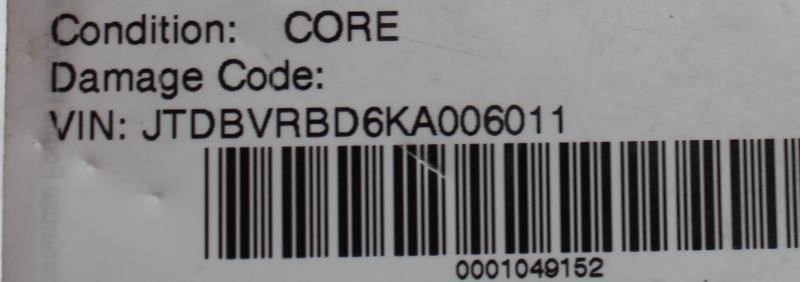 Condition: CORE
Damage Code:
VIN: JTDBVRBD6KA006011
0001049152